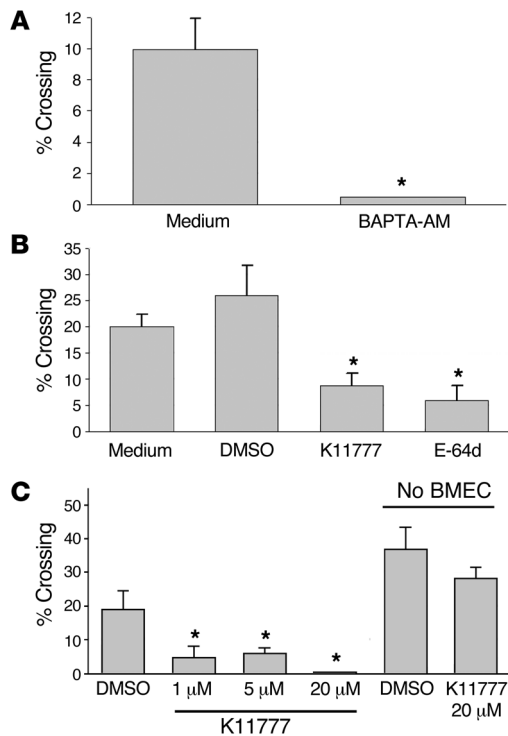 A
% Crossing
12
10
8
6
4
2
0
*
Medium
BAPTA-AM
B
% Crossing
35
30
25
20
15
10
5
0
*
*
Medium
DMSO
K11777
E-64d
C
% Crossing
50
40
30
20
10
0
No BMEC
*
*
*
DMSO
1 μM
5 μM
20 μM
DMSO
K11777
20 μM
K11777